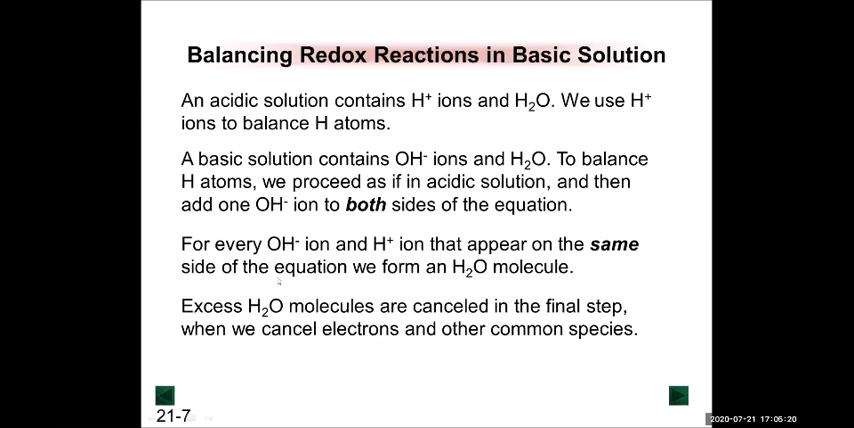 Balancing Redox Reactions in Basic Solution
An acidic solution contains H⁺ ions and H₂O. We use H⁺
ions to balance H atoms.
A basic solution contains OH⁻ ions and H₂O. To balance
H atoms, we proceed as if in acidic solution, and then
add one OH⁻ ion to both sides of the equation.
For every OH⁻ ion and H⁺ ion that appear on the same
side of the equation we form an H₂O molecule.
Excess H₂O molecules are canceled in the final step,
when we cancel electrons and other common species.
21-7
2020-07-21 17:05:20